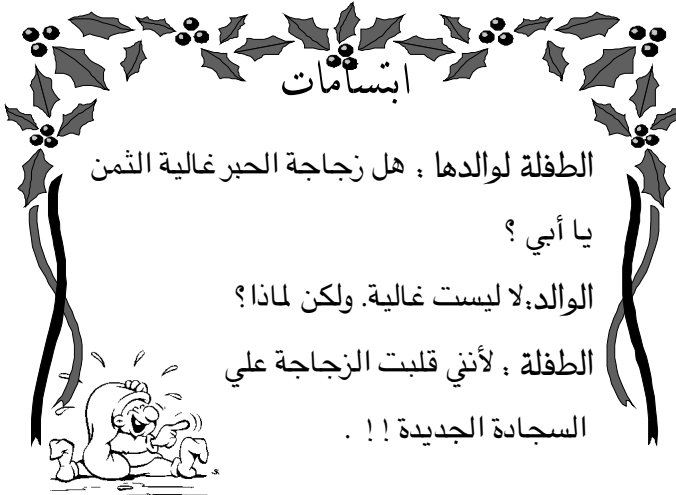 ابتسامات
الطفلة لوالدها : هل زجاجة الحبر غالية الثمن
يا أبي ؟
الوالد:لا ليست غالية. ولكن لماذا؟
الطفلة : لأنني قلبت الزجاجة علي
السجادة الجديدة !! .